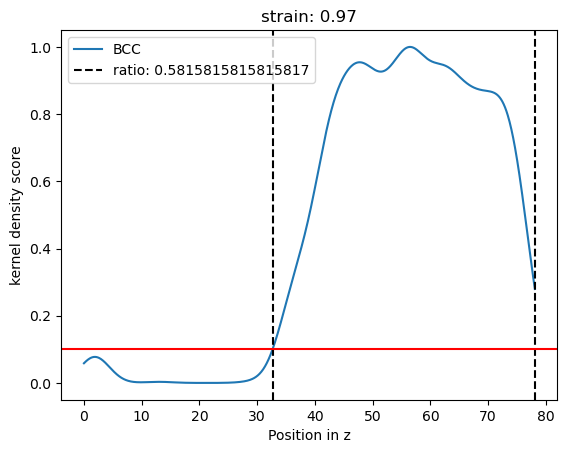 strain: 0.97
BCC
ratio: 0.5815815815815817
1.0
0.8
0.6
0.4
0.2
0.0
kernel density score
0 10 20 30 40 50 60 70 80
Position in z